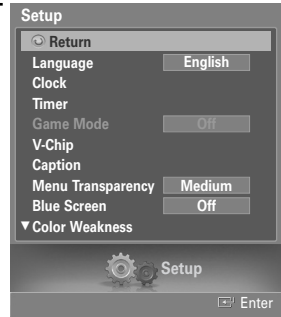 Setup
Return
Language English
Clock
Timer
Game Mode Off
V-Chip
Caption
Menu Transparency Medium
Blue Screen Off
▼Color Weakness
Setup
Enter